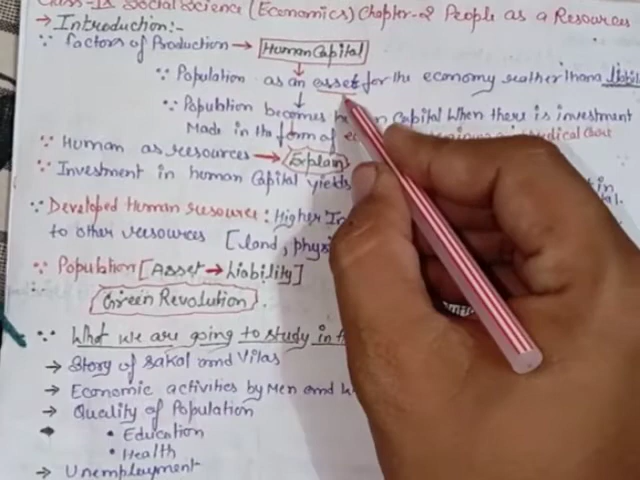 Class-IX Social Science (Economics) Chapter-2 People as a Resources
→ Introduction:-
∵ Factors of Production → Human Capital
∵ Population as an asset for the economy rather than a
∵ Population becomes Capital When there is investment
Made in the form of
∵ Human as resources → Explain
∵ Investment in human Capital yields
∵ Developed Human resource: Higher
to other resources [land,
∵ Population [Asset → Liability]
Green Revolution
∵ What we are going to study in
→ Story of Sakal and Vilas
→ Economic activities by Men and
→ Quality of Population
• Education
• Health
→ Unemployment